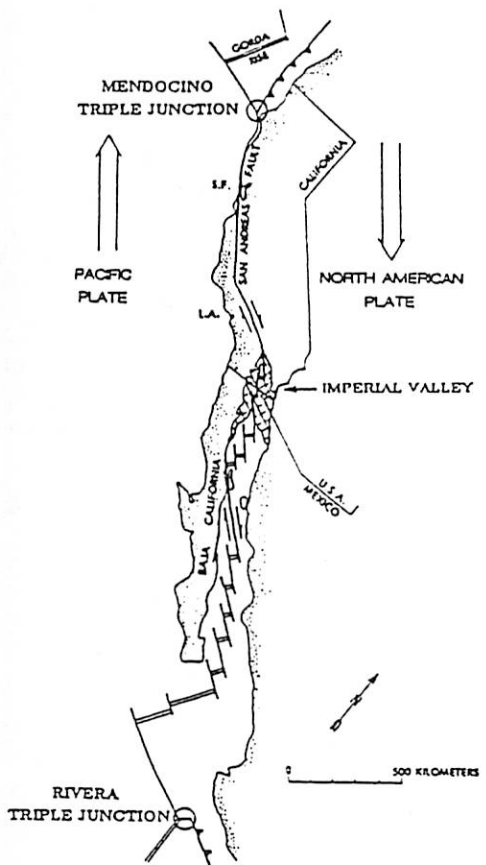 GORDA
RISE
MENDOCINO
TRIPLE JUNCTION
S.F.
SAN ANDREAS
FAULT
CALIFORNIA
PACIFIC
PLATE
NORTH AMERICAN
PLATE
L.A.
IMPERIAL VALLEY
U.S.A.
MEXICO
BAJA
CALIFORNIA
N
0
500 KILOMETERS
RIVERA
TRIPLE JUNCTION